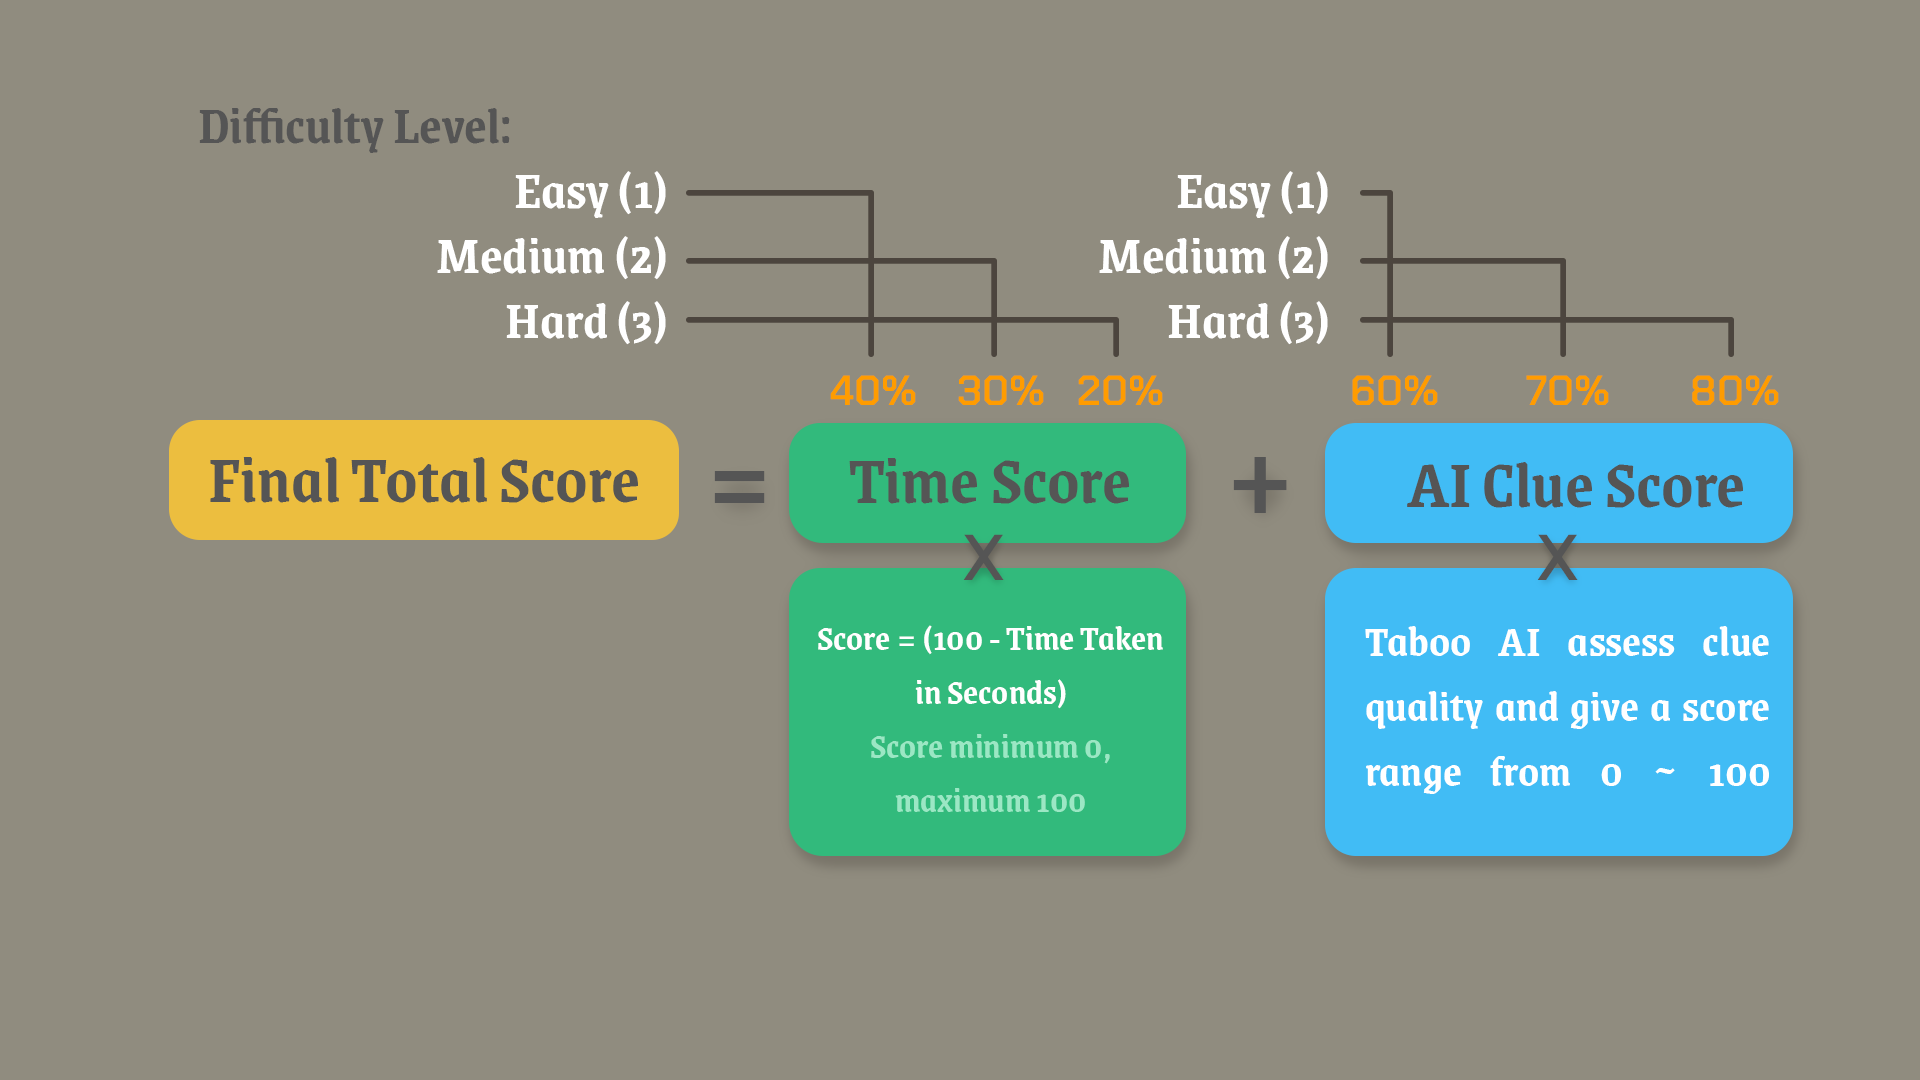 Difficulty Level:
Easy (1)
Medium (2)
Hard (3)
Easy (1)
Medium (2)
Hard (3)
40% 30% 20%
60% 70% 80%
Final Total Score = Time Score + AI Clue Score
X
Score = (100 - Time Taken
in Seconds)
Score minimum 0,
maximum 100
X
Taboo AI assess clue
quality and give a score
range from 0 ~ 100